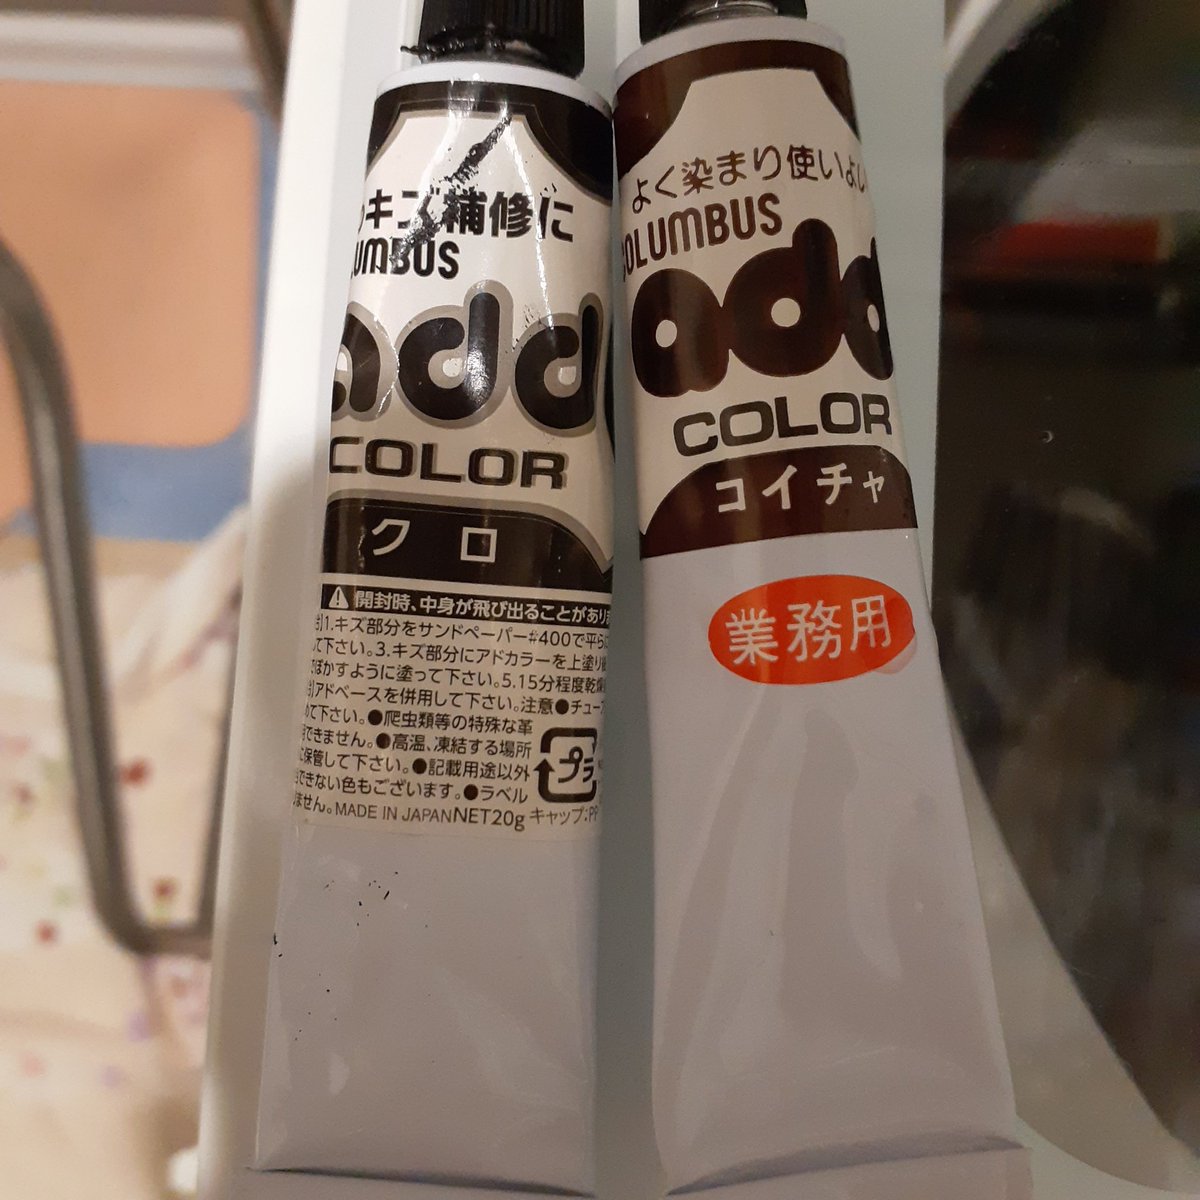 キズ補修に
UMBUS
add
COLOR
クロ
開封時、中身が飛び出ることがあり
1.キズ部分をサンドペーパー#400で平ら
て下さい。3.キズ部分にアドカラーを上塗り
ぼかすように塗って下さい。5.15分程度乾燥
アドベースを併用して下さい。注意●チュー
て下さい。●爬虫類等の特殊な革
できません。●高温、凍結する場所
保管して下さい。●記載用途以外
できない色もございます。●ラベル
ません。MADE IN JAPAN NET20g キャップ:PP
プラ
よく染まり使いよい
COLUMBUS
add
COLOR
コイチャ
業務用